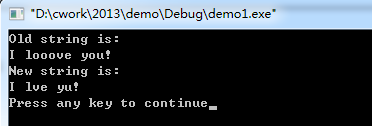 "D:\cwork\2013\demo\Debug\demo1.exe"
Old string is:
I looove you!
New string is:
I lve yu!
Press any key to continue_